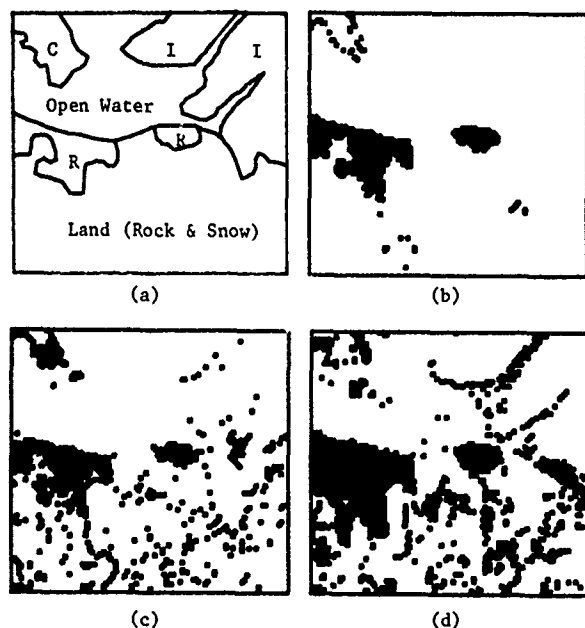 C
I
I
Open Water
R
R
Land (Rock & Snow)
(a)
(b)
(c)
(d)